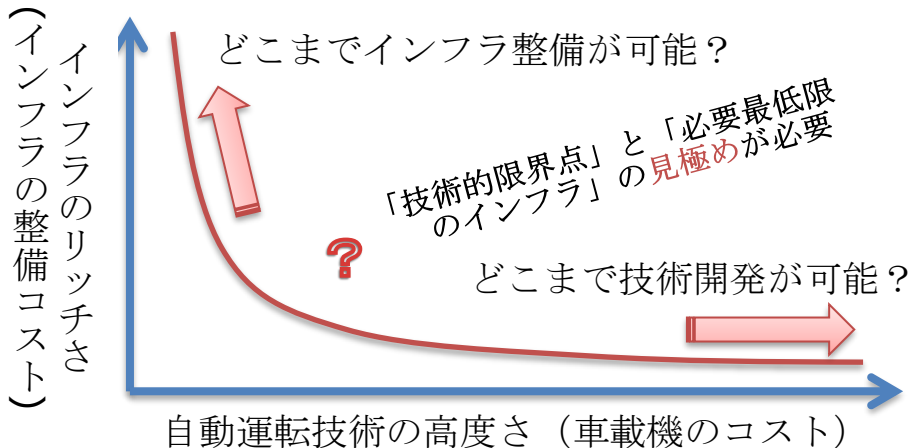 インフラのリッチさ
（インフラの整備コスト）
どこまでインフラ整備が可能？
「技術的限界点」と「必要最低限
のインフラ」の見極めが必要
?
どこまで技術開発が可能？
自動運転技術の高度さ（車載機のコスト）